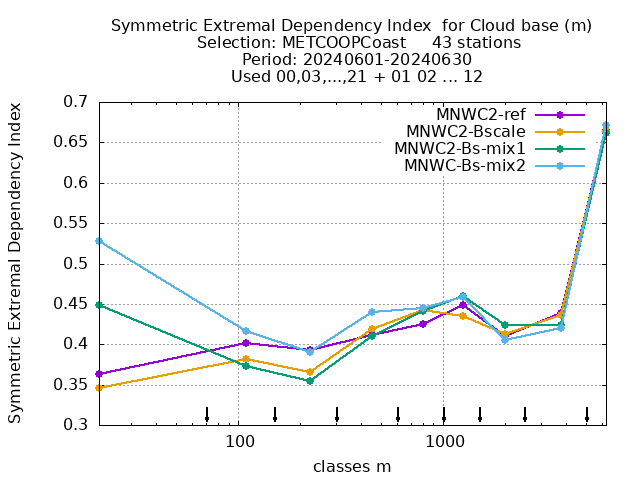 Symmetric Extremal Dependency Index  for Cloud base (m)
Selection: METCOOPCoast     43 stations
Period: 20240601-20240630
Used 00,03,...,21 + 01 02 ... 12
MNWC2-ref
MNWC2-Bscale
MNWC2-Bs-mix1
MNWC-Bs-mix2
Symmetric Extremal Dependency Index
0.7
0.65
0.6
0.55
0.5
0.45
0.4
0.35
0.3
100 1000
classes m